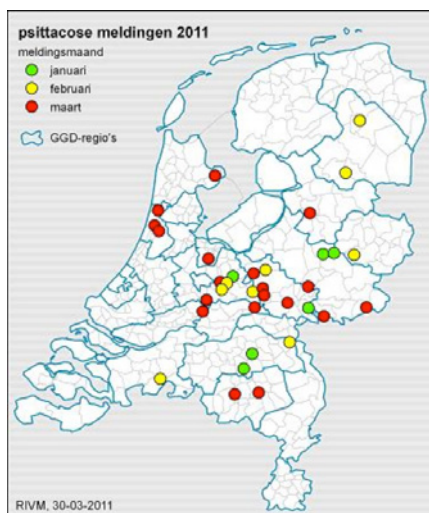 psittacose meldingen 2011
meldingsmaand
januari
februari
maart
GGD-regio's
RIVM, 30-03-2011